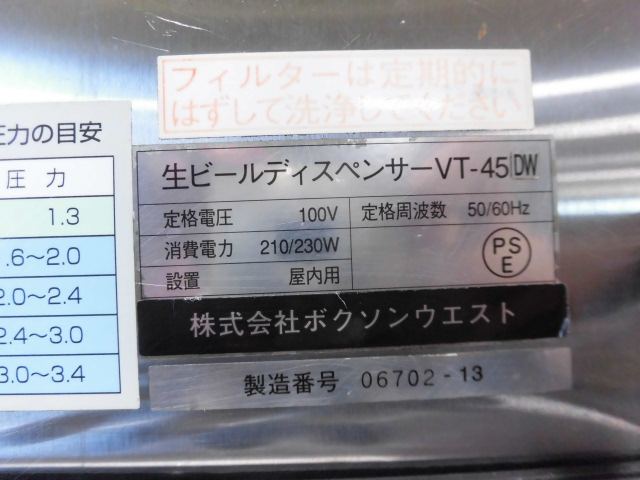 フィルターは定期的に
はずして洗浄してください
圧力の目安
圧 力
1.3
1.6～2.0
2.0～2.4
2.4～3.0
3.0～3.4
生ビールディスペンサーVT-45DW
定格電圧 100V 定格周波数 50/60Hz
消費電力 210/230W
設置 屋内用
PSE
株式会社ボクソンウエスト
製造番号 06702-13